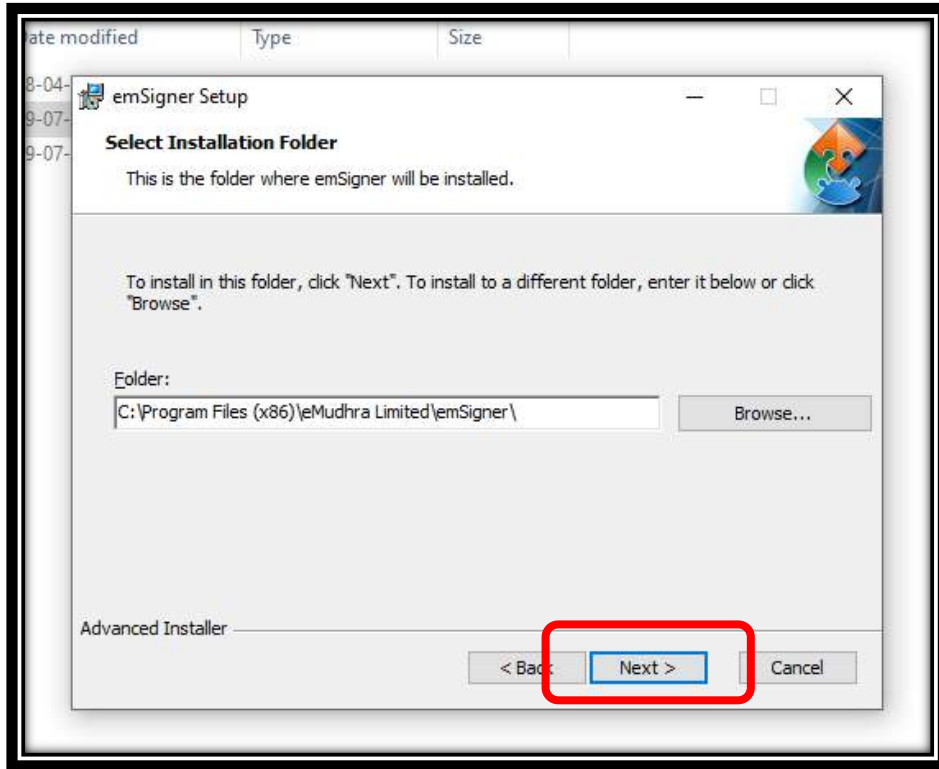 ate modified Type Size
8-04-
9-07-
9-07-
emSigner Setup
Select Installation Folder
This is the folder where emSigner will be installed.
To install in this folder, click "Next". To install to a different folder, enter it below or click
"Browse".
Folder:
C:\Program Files (x86)\eMudhra Limited\emSigner\
Browse...
Advanced Installer
< Back Next > Cancel